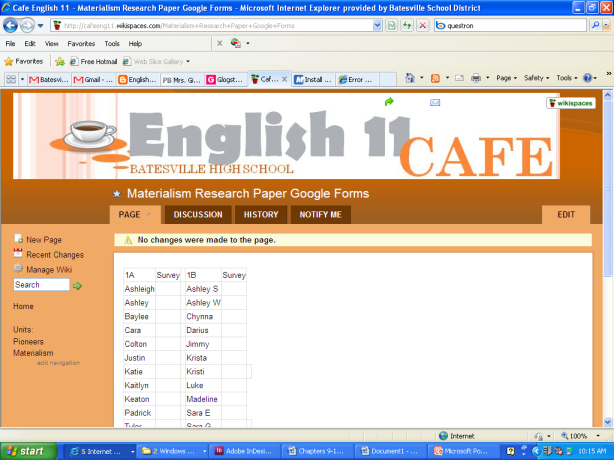 Cafe English 11 - Materialism Research Paper Google Forms - Microsoft Internet Explorer provided by Batesville School District
http://cafeeng11.wikispaces.com/Materialism+Research+Paper+Google+Forms
questron
File Edit View Favorites Tools Help X
Favorites Free Hotmail Web Slice Gallery
Batesvi... Gmail - ... English... PB Mrs. G... Glogst... Caf... X Install ... Error ...
Page Safety Tools
English 11
CAFE
BATESVILLE HIGH SCHOOL
wikispaces
Materialism Research Paper Google Forms
PAGE DISCUSSION HISTORY NOTIFY ME EDIT
New Page
Recent Changes
Manage Wiki
Search
Home
Units:
Pioneers
Materialism
edit navigation
No changes were made to the page.
1A Survey 1B Survey
Ashleigh Ashley S
Ashley Ashley W
Baylee Chynna
Cara Darius
Colton Jimmy
Justin Krista
Katie Kristi
Kaitlyn Luke
Keaton Madeline
Padrick Sara E
Tyler Sara G
Internet 100%
start 5 Internet ... 2 Windows ... Adobe InDesi... Chapters 9-1... Document1 - ... Microsoft Po... 10:15 AM